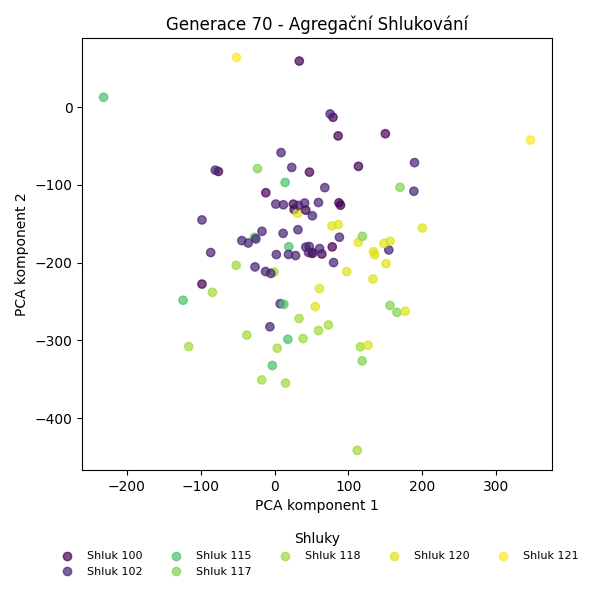 Generace 70 - Agregační Shlukování
0
−100
−200
−300
−400
PCA komponent 2
−200 −100 0 100 200 300
PCA komponent 1
Shluky
Shluk 100 Shluk 115 Shluk 118 Shluk 120 Shluk 121
Shluk 102 Shluk 117